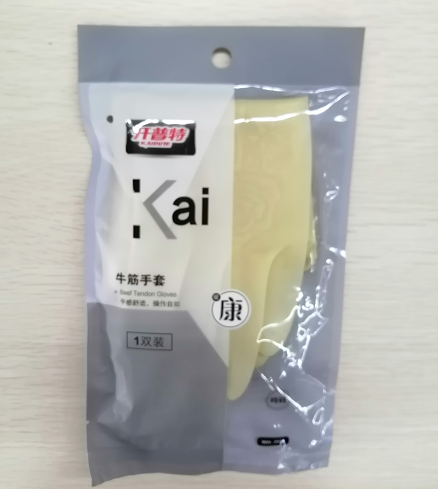 开普特
Kai
牛筋手套
Beef Tendon Gloves
手感舒适，操作自如
1双装
康